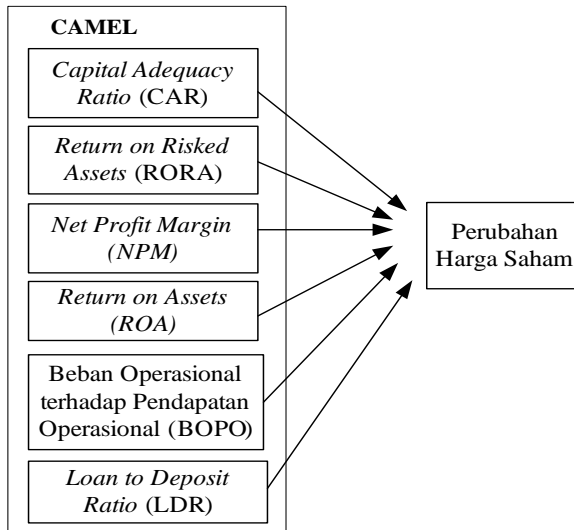 CAMEL
Capital Adequacy
Ratio (CAR)
Return on Risked
Assets (RORA)
Net Profit Margin
(NPM)
Return on Assets
(ROA)
Beban Operasional
terhadap Pendapatan
Operasional (BOPO)
Loan to Deposit
Ratio (LDR)
Perubahan
Harga Saham